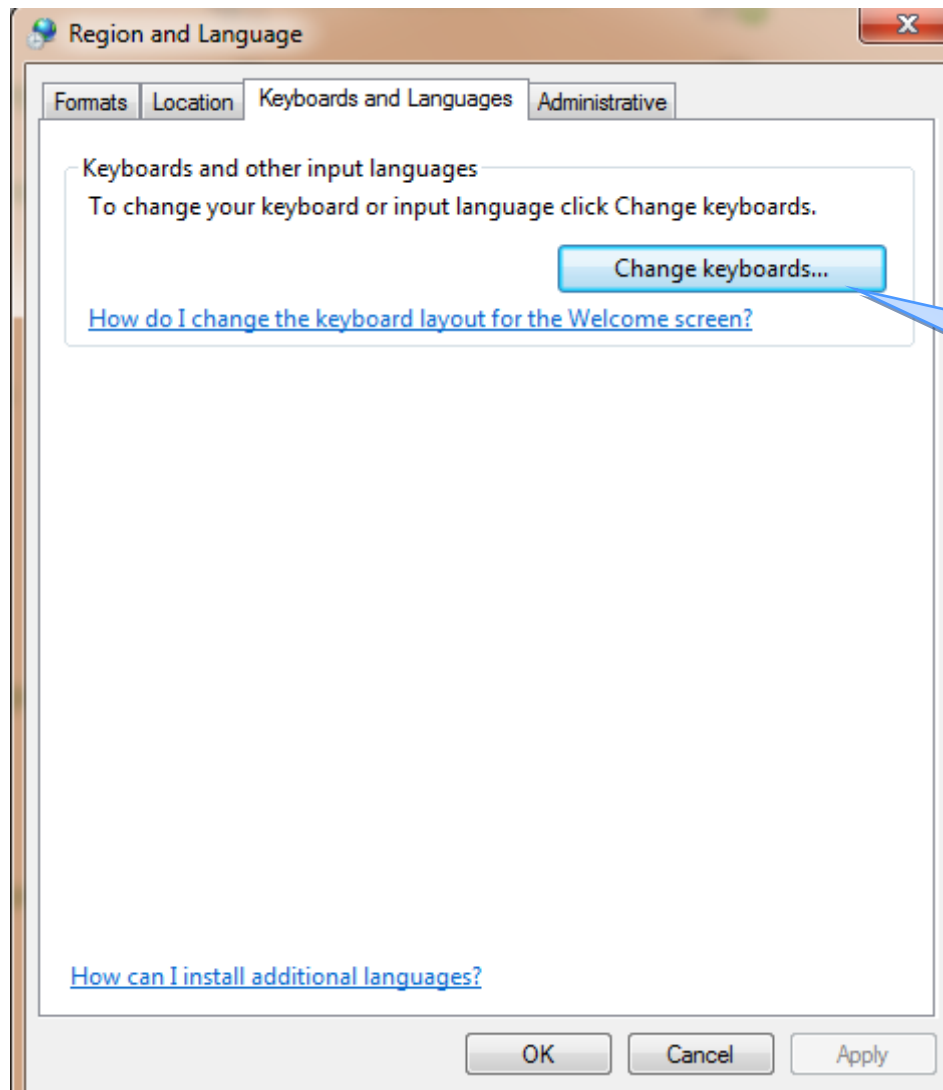 Region and Language
Formats Location Keyboards and Languages Administrative
Keyboards and other input languages
To change your keyboard or input language click Change keyboards.
Change keyboards...
How do I change the keyboard layout for the Welcome screen?
How can I install additional languages?
OK Cancel Apply